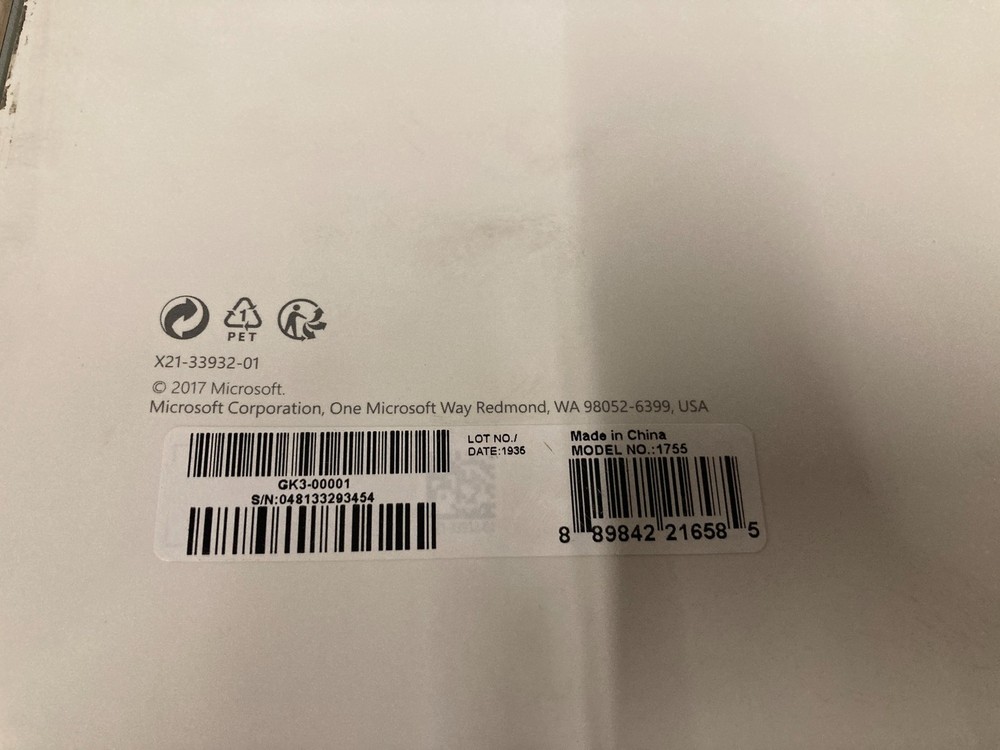 1
PET
X21-33932-01
© 2017 Microsoft.
Microsoft Corporation, One Microsoft Way Redmond, WA 98052-6399, USA
GK3-00001
S/N:048133293454
LOT NO./
DATE:1935
Made in China
MODEL NO.:1755
8 89842 21658 5